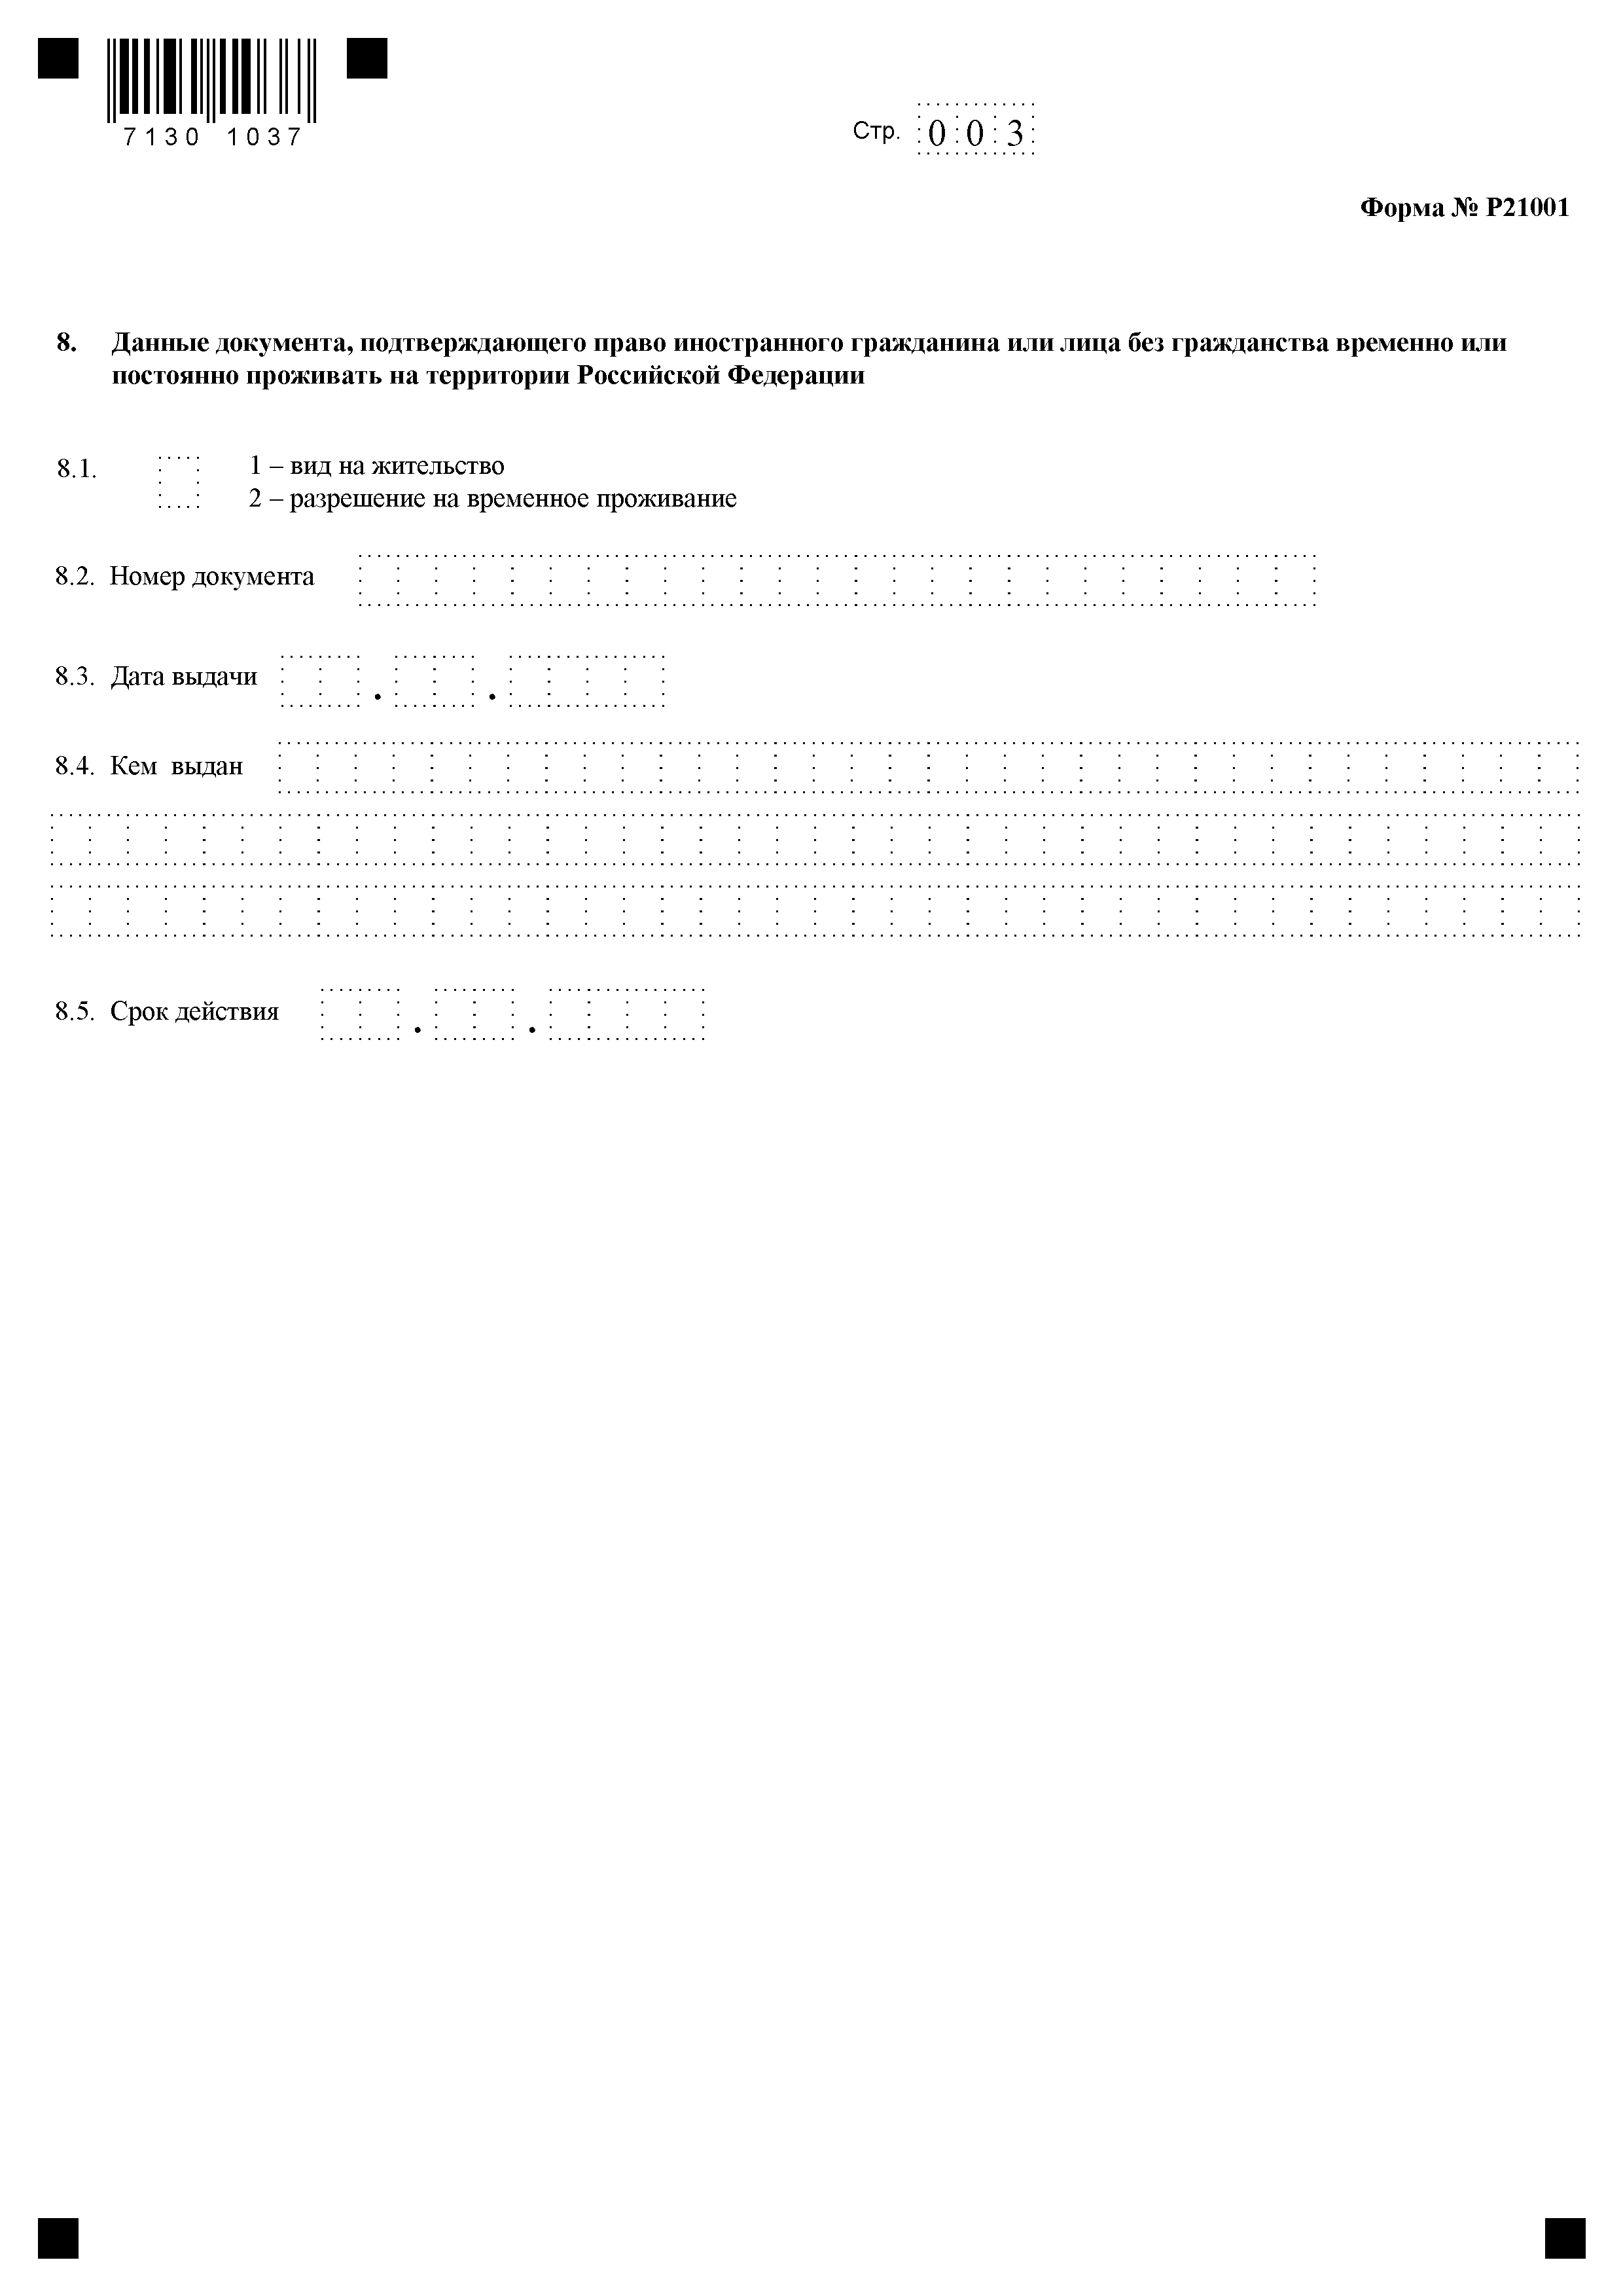 7130 1037
Стр. 003
Форма № Р21001
8. Данные документа, подтверждающего право иностранного гражданина или лица без гражданства временно или
постоянно проживать на территории Российской Федерации
8.1. 1 – вид на жительство
2 – разрешение на временное проживание
8.2. Номер документа
8.3. Дата выдачи . .
8.4. Кем выдан
8.5. Срок действия . .